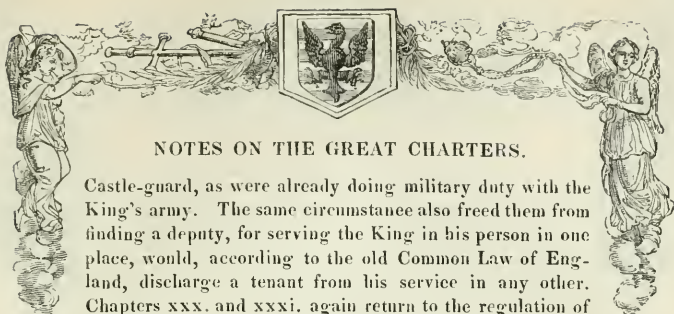 NOTES ON THE GREAT CHARTERS.
Castle-guard, as were already doing military duty with the
King's army. The same circumstance also freed them from
finding a deputy, for serving the King in his person in one
place, would, according to the old Common Law of Eng-
land, discharge a tenant from his service in any other.
Chapters xxx. and xxxi. again return to the regulation of